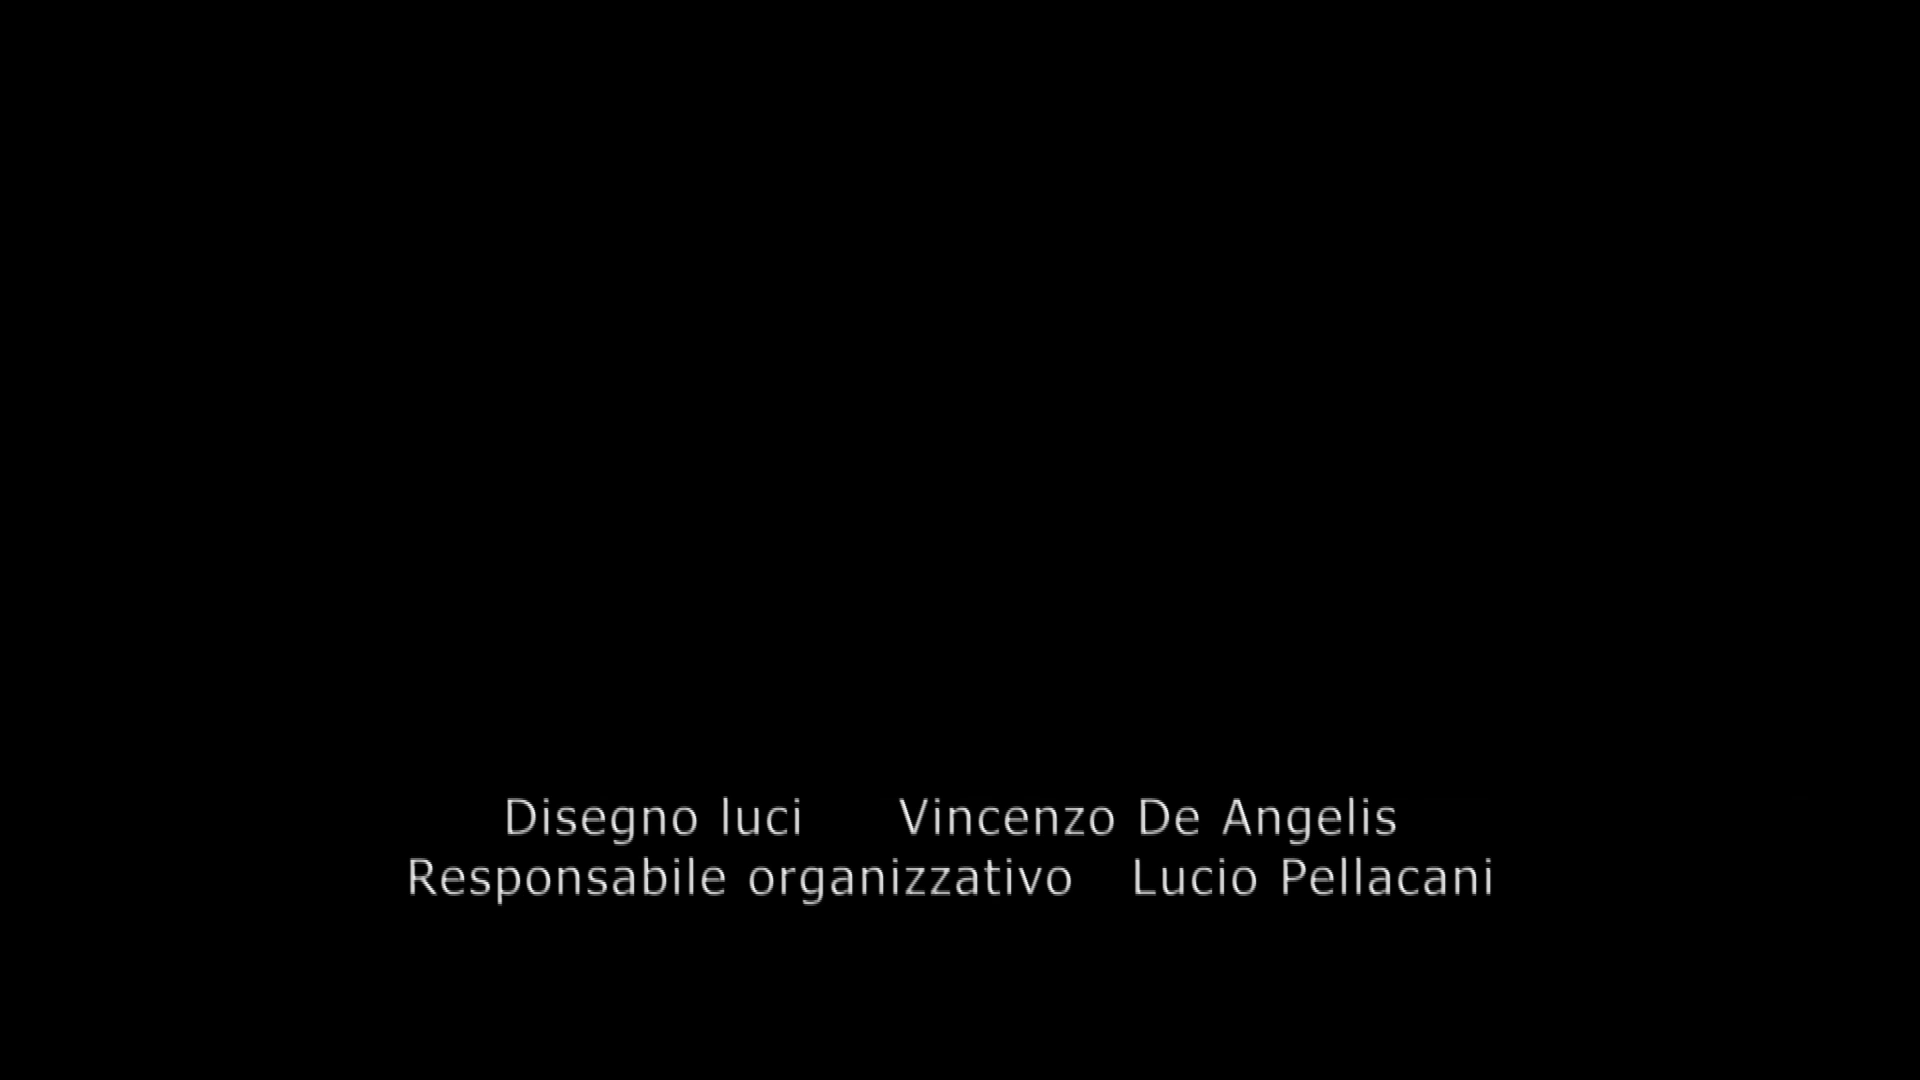 Disegno luci Vincenzo De Angelis
Responsabile organizzativo Lucio Pellacani